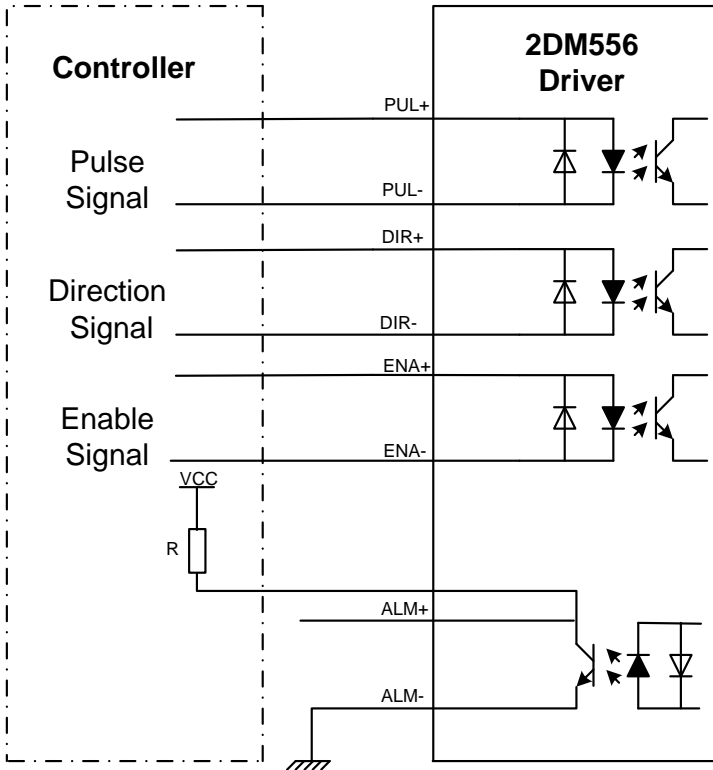 Controller
2DM556
Driver
PUL+
Pulse
Signal
PUL-
DIR+
Direction
Signal
DIR-
ENA+
Enable
Signal
ENA-
VCC
R
ALM+
ALM-